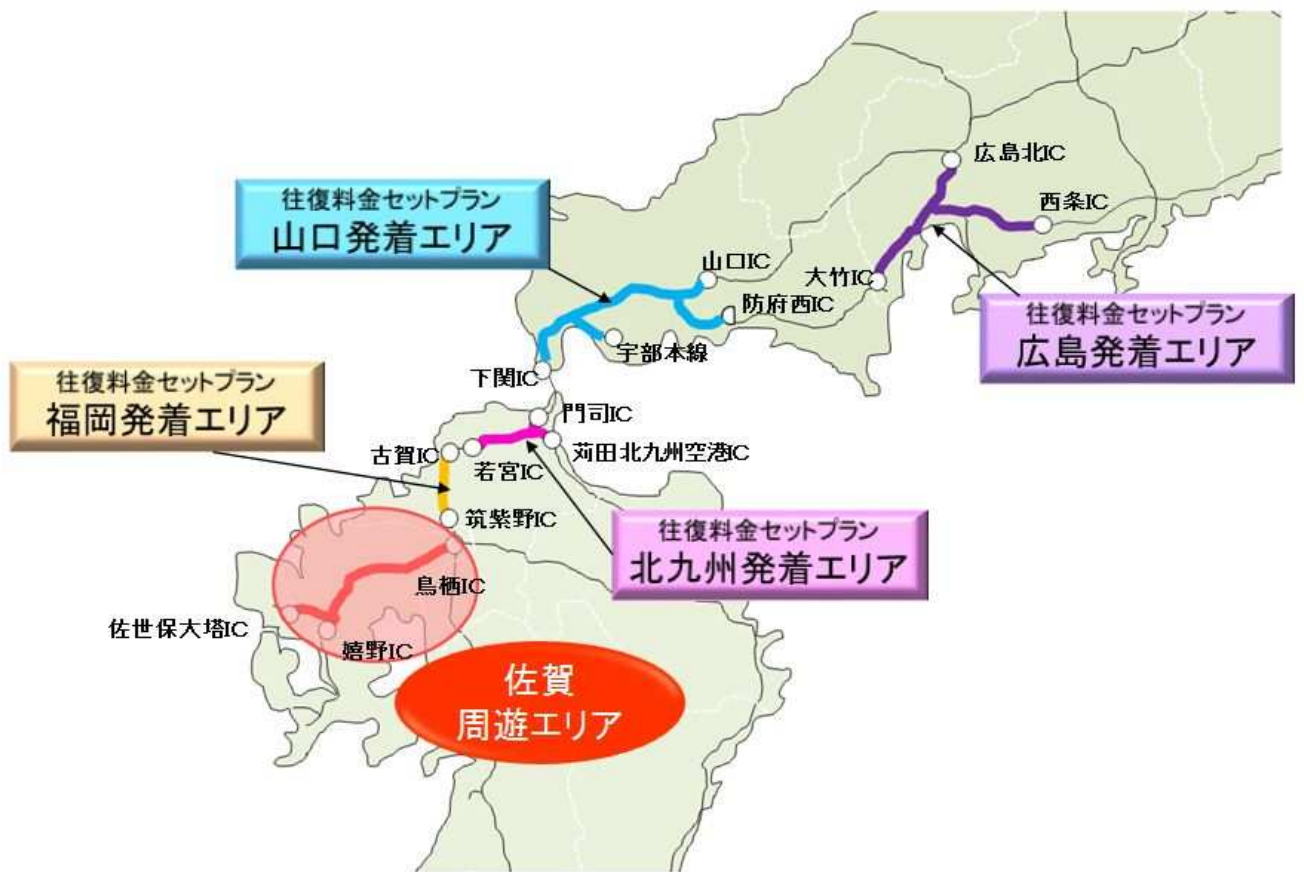 広島北IC
西条IC
往復料金セットプラン
山口発着エリア
山口IC
大竹IC
防府西IC
往復料金セットプラン
広島発着エリア
宇部本線
下関IC
往復料金セットプラン
福岡発着エリア
門司IC
古賀IC
若宮IC
苅田北九州空港IC
筑紫野IC
往復料金セットプラン
北九州発着エリア
鳥栖IC
佐世保大塔IC
嬉野IC
佐賀
周遊エリア